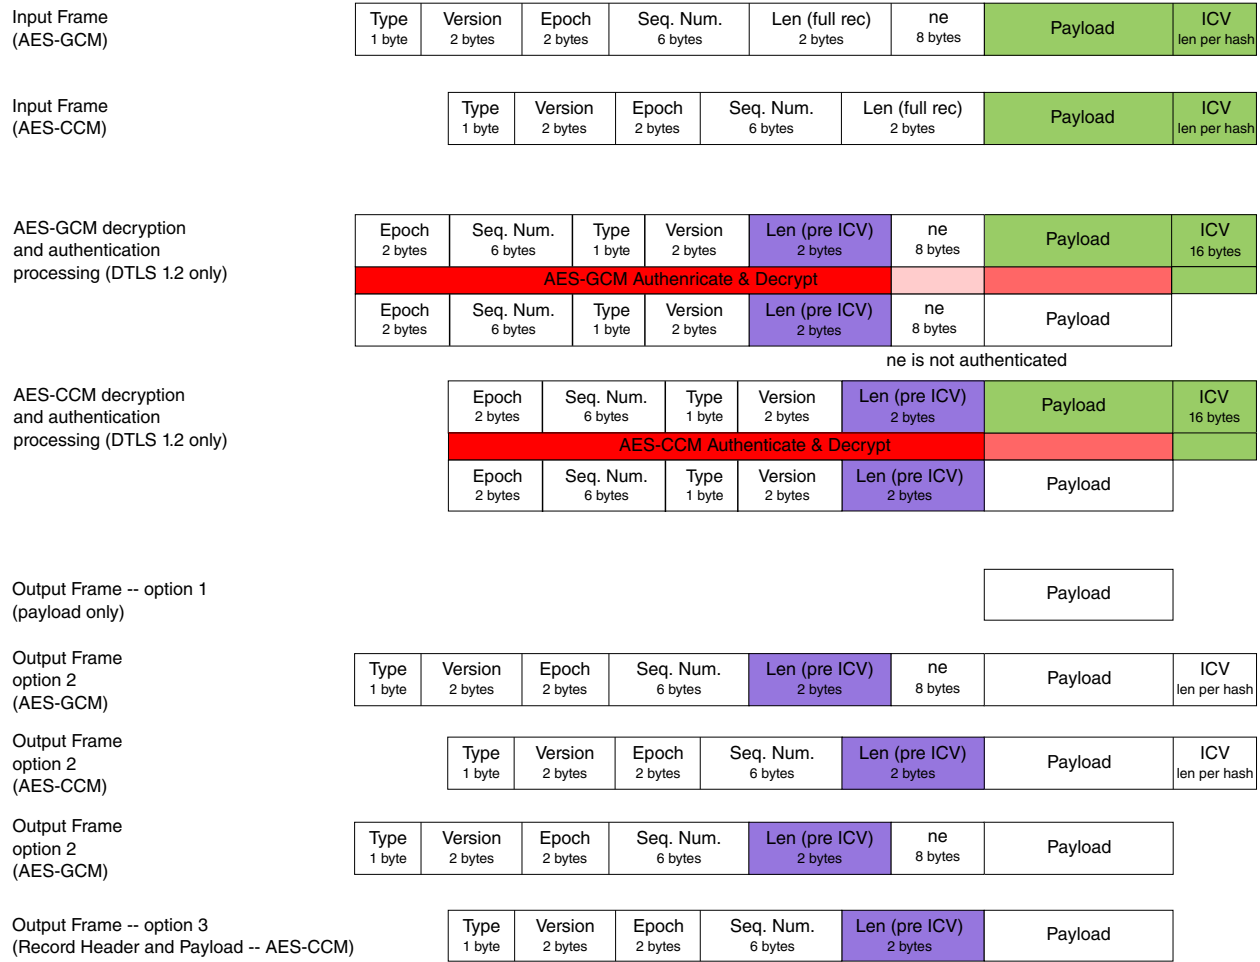 Input Frame
(AES-GCM)
Type Version Epoch Seq. Num. Len (full rec) ne Payload ICV
1 byte 2 bytes 2 bytes 6 bytes 2 bytes 8 bytes len per hash
Input Frame
(AES-CCM)
Type Version Epoch Seq. Num. Len (full rec) Payload ICV
1 byte 2 bytes 2 bytes 6 bytes 2 bytes len per hash
AES-GCM decryption
and authentication
processing (DTLS 1.2 only)
Epoch Seq. Num. Type Version Len (pre ICV) ne Payload ICV
2 bytes 6 bytes 1 byte 2 bytes 2 bytes 8 bytes 16 bytes
AES-GCM Authenricate & Decrypt
Epoch Seq. Num. Type Version Len (pre ICV) ne Payload
2 bytes 6 bytes 1 byte 2 bytes 2 bytes 8 bytes
ne is not authenticated
AES-CCM decryption
and authentication
processing (DTLS 1.2 only)
Epoch Seq. Num. Type Version Len (pre ICV) Payload ICV
2 bytes 6 bytes 1 byte 2 bytes 2 bytes 16 bytes
AES-CCM Authenticate & Decrypt
Epoch Seq. Num. Type Version Len (pre ICV) Payload
2 bytes 6 bytes 1 byte 2 bytes 2 bytes
Output Frame -- option 1
(payload only)
Payload
Output Frame
option 2
(AES-GCM)
Type Version Epoch Seq. Num. Len (pre ICV) ne Payload ICV
1 byte 2 bytes 2 bytes 6 bytes 2 bytes 8 bytes len per hash
Output Frame
option 2
(AES-CCM)
Type Version Epoch Seq. Num. Len (pre ICV) Payload ICV
1 byte 2 bytes 2 bytes 6 bytes 2 bytes len per hash
Output Frame
option 2
(AES-GCM)
Type Version Epoch Seq. Num. Len (pre ICV) ne Payload
1 byte 2 bytes 2 bytes 6 bytes 2 bytes 8 bytes
Output Frame -- option 3
(Record Header and Payload -- AES-CCM)
Type Version Epoch Seq. Num. Len (pre ICV) Payload
1 byte 2 bytes 2 bytes 6 bytes 2 bytes